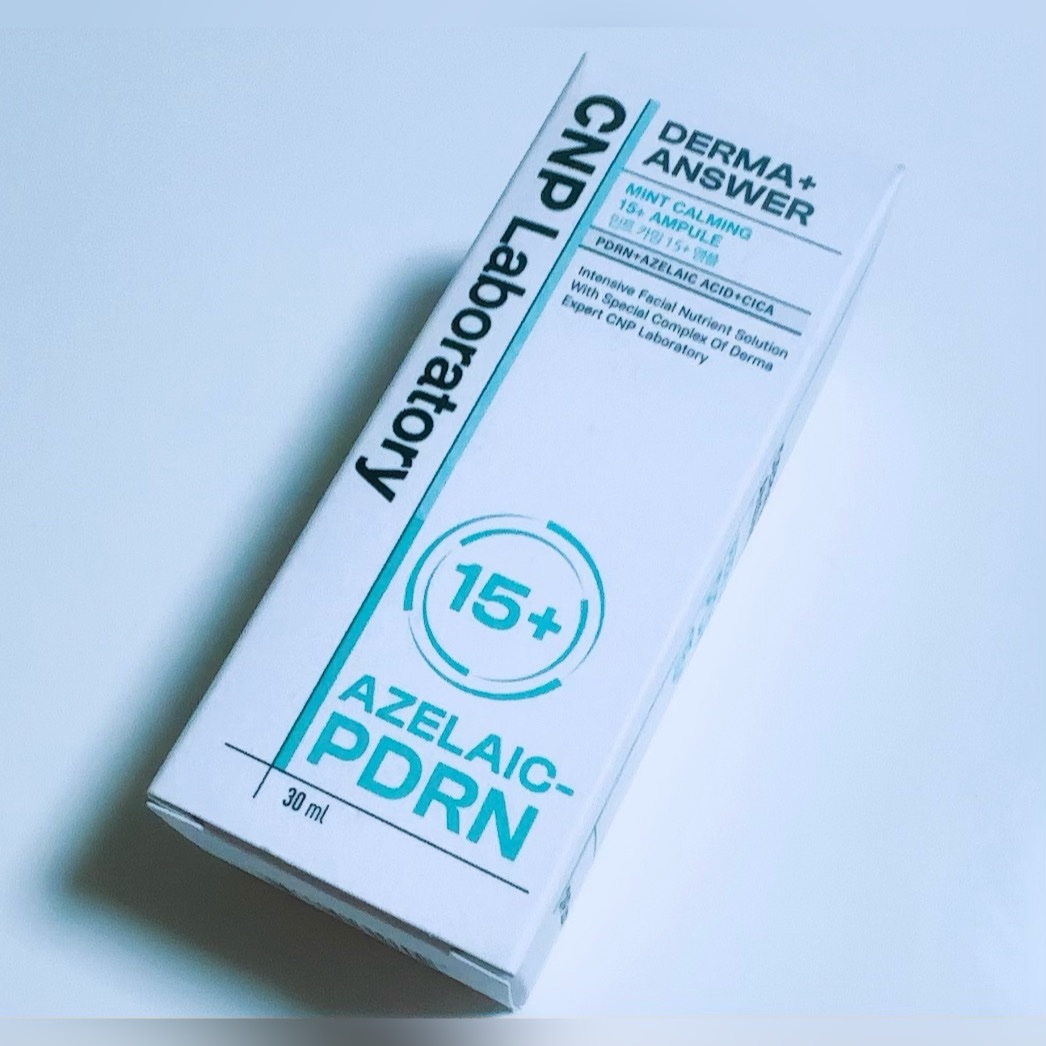 CNP Laboratory
DERMA+
ANSWER
MINT CALMING
15+ AMPULE
민트 카밍 15+ 앰플
PDRN+AZELAIC ACID+CICA
Intensive Facial Nutrient Solution
With Special Complex Of Derma
Expert CNP Laboratory
15+
AZELAIC-
PDRN
30 ml